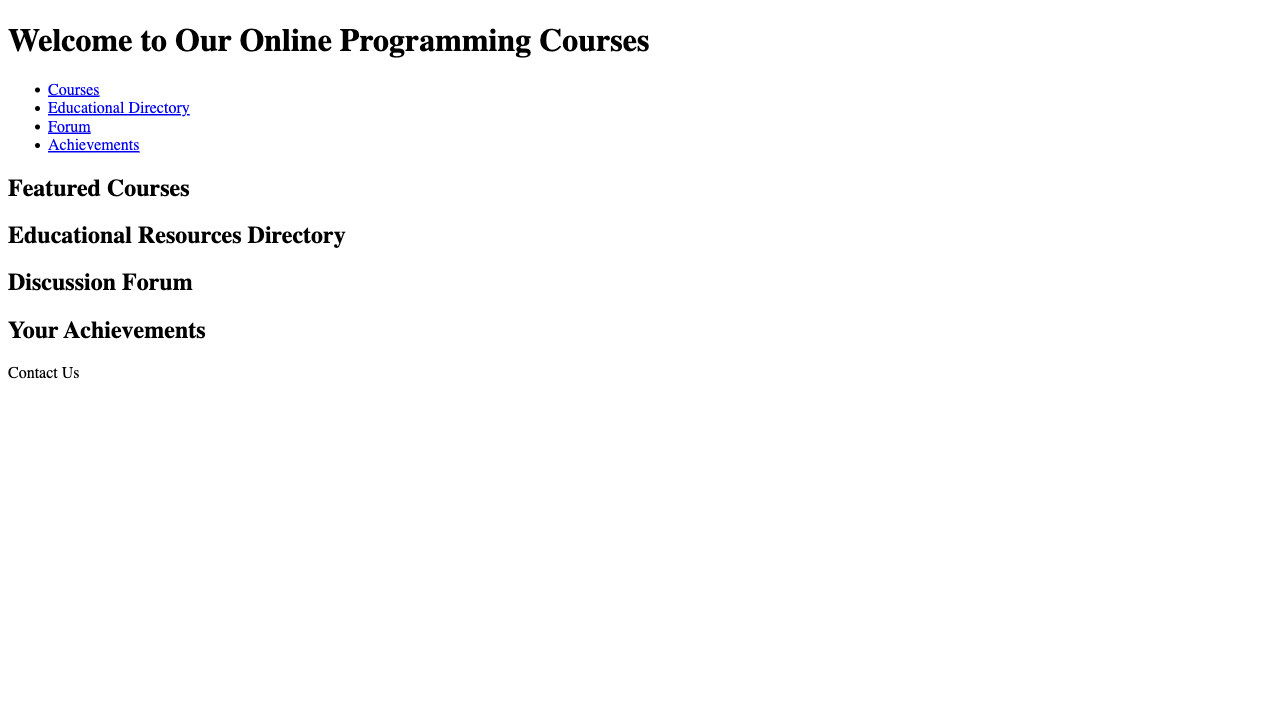 Welcome to Our Online Programming Courses
Courses
Educational Directory
Forum
Achievements
Featured Courses
Educational Resources Directory
Discussion Forum
Your Achievements
Contact Us